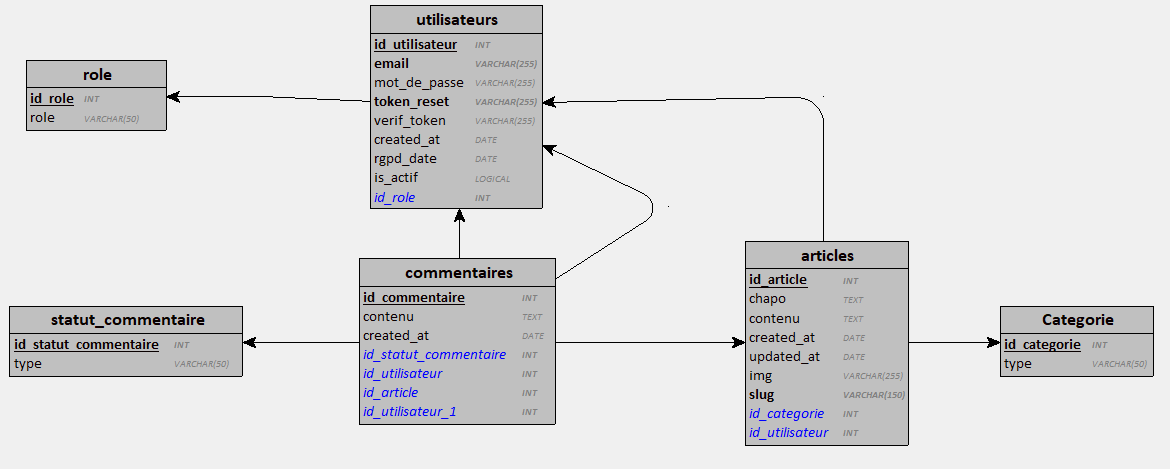 utilisateurs
id_utilisateur INT
email VARCHAR(255)
mot_de_passe VARCHAR(255)
token_reset VARCHAR(255)
verif_token VARCHAR(255)
created_at DATE
rgpd_date DATE
is_actif LOGICAL
id_role INT
role
id_role INT
role VARCHAR(50)
commentaires
id_commentaire INT
contenu TEXT
created_at DATE
id_statut_commentaire INT
id_utilisateur INT
id_article INT
id_utilisateur_1 INT
statut_commentaire
id_statut_commentaire INT
type VARCHAR(50)
articles
id_article INT
chapo TEXT
contenu TEXT
created_at DATE
updated_at DATE
img VARCHAR(255)
slug VARCHAR(150)
id_categorie INT
id_utilisateur INT
Categorie
id_categorie INT
type VARCHAR(50)